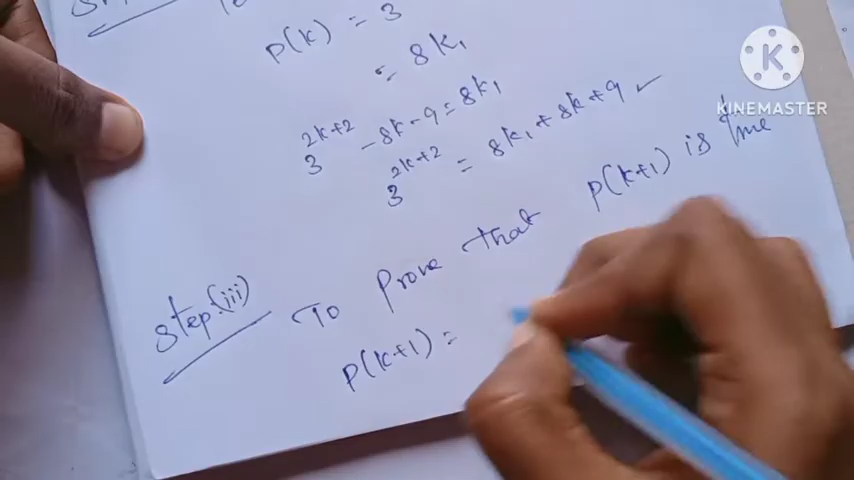 P(k) = 3
= 8k₁
3^{2k+2} - 8k - 9 = 8k₁
3^{2k+2} = 8k₁ + 8k + 9 ✓
Step:(iii) To Prove that P(k+1) is true
P(k+1) =
K
KINEMASTER